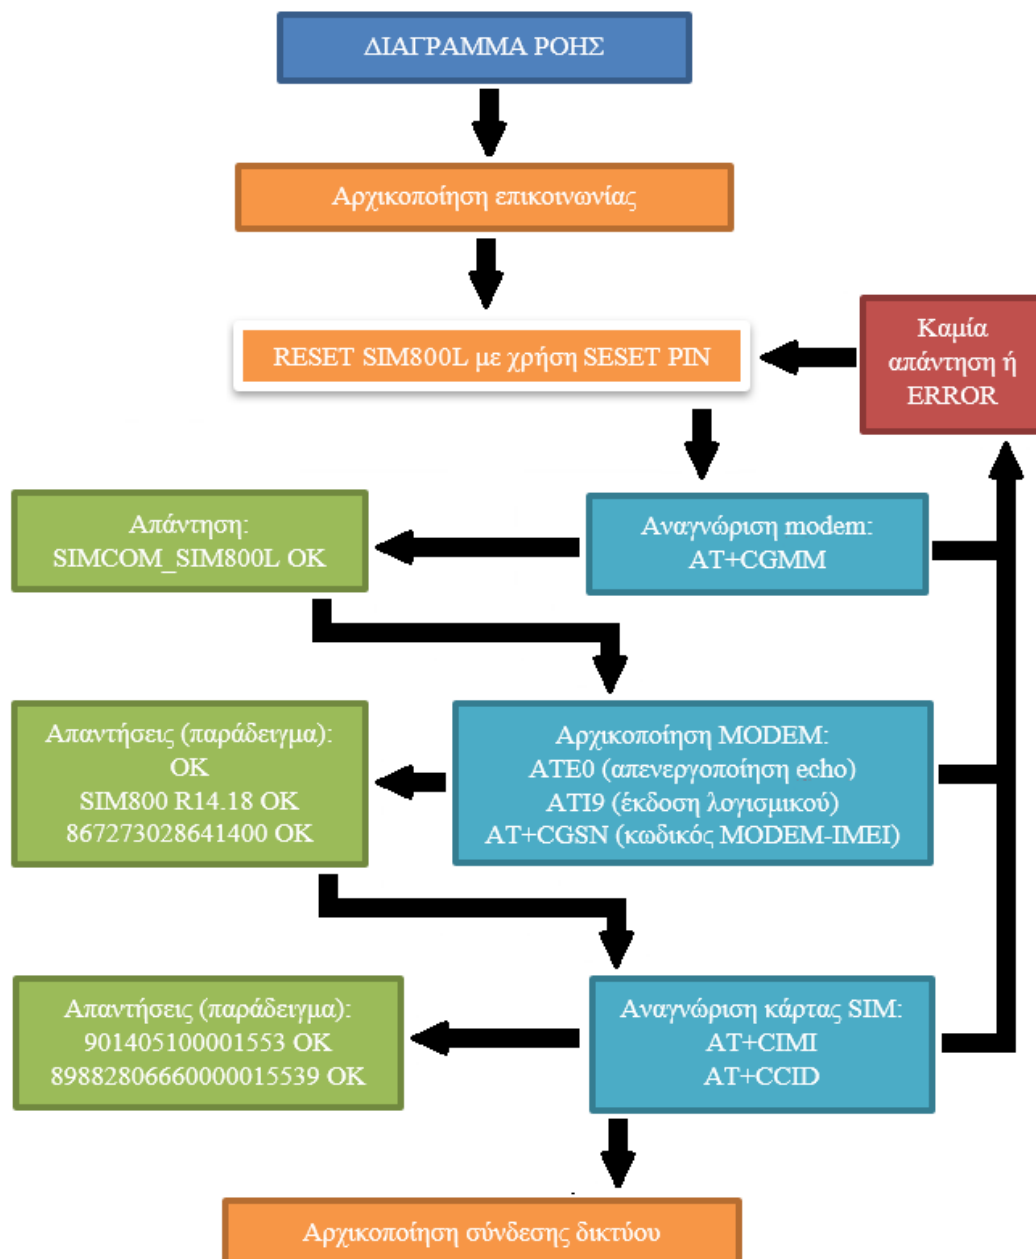 ΔΙΑΓΡΑΜΜΑ ΡΟΗΣ
Αρχικοποίηση επικοινωνίας
RESET SIM800L με χρήση SESET PIN
Καμία
απάντηση ή
ERROR
Αναγνώριση modem:
AT+CGMM
Απάντηση:
SIMCOM_SIM800L OK
Αρχικοποίηση MODEM:
ATE0 (απενεργοποίηση echo)
ATI9 (έκδοση λογισμικού)
AT+CGSN (κωδικός MODEM-IMEI)
Απαντήσεις (παράδειγμα):
OK
SIM800 R14.18 OK
867273028641400 OK
Αναγνώριση κάρτας SIM:
AT+CIMI
AT+CCID
Απαντήσεις (παράδειγμα):
901405100001553 OK
89882806660000015539 OK
Αρχικοποίηση σύνδεσης δικτύου